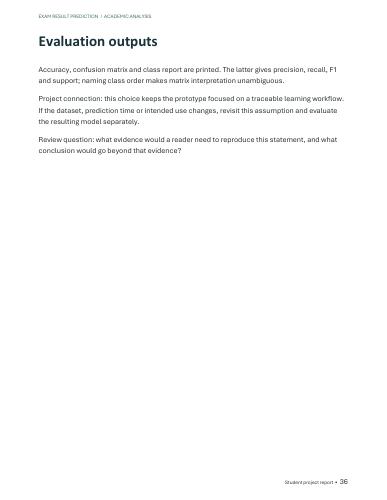 EXAM RESULT PREDICTION / ACADEMIC ANALYSIS
Evaluation outputs
Accuracy, confusion matrix and class report are printed. The latter gives precision, recall, F1
and support; naming class order makes matrix interpretation unambiguous.
Project connection: this choice keeps the prototype focused on a traceable learning workflow.
If the dataset, prediction time or intended use changes, revisit this assumption and evaluate
the resulting model separately.
Review question: what evidence would a reader need to reproduce this statement, and what
conclusion would go beyond that evidence?
Student project report • 36